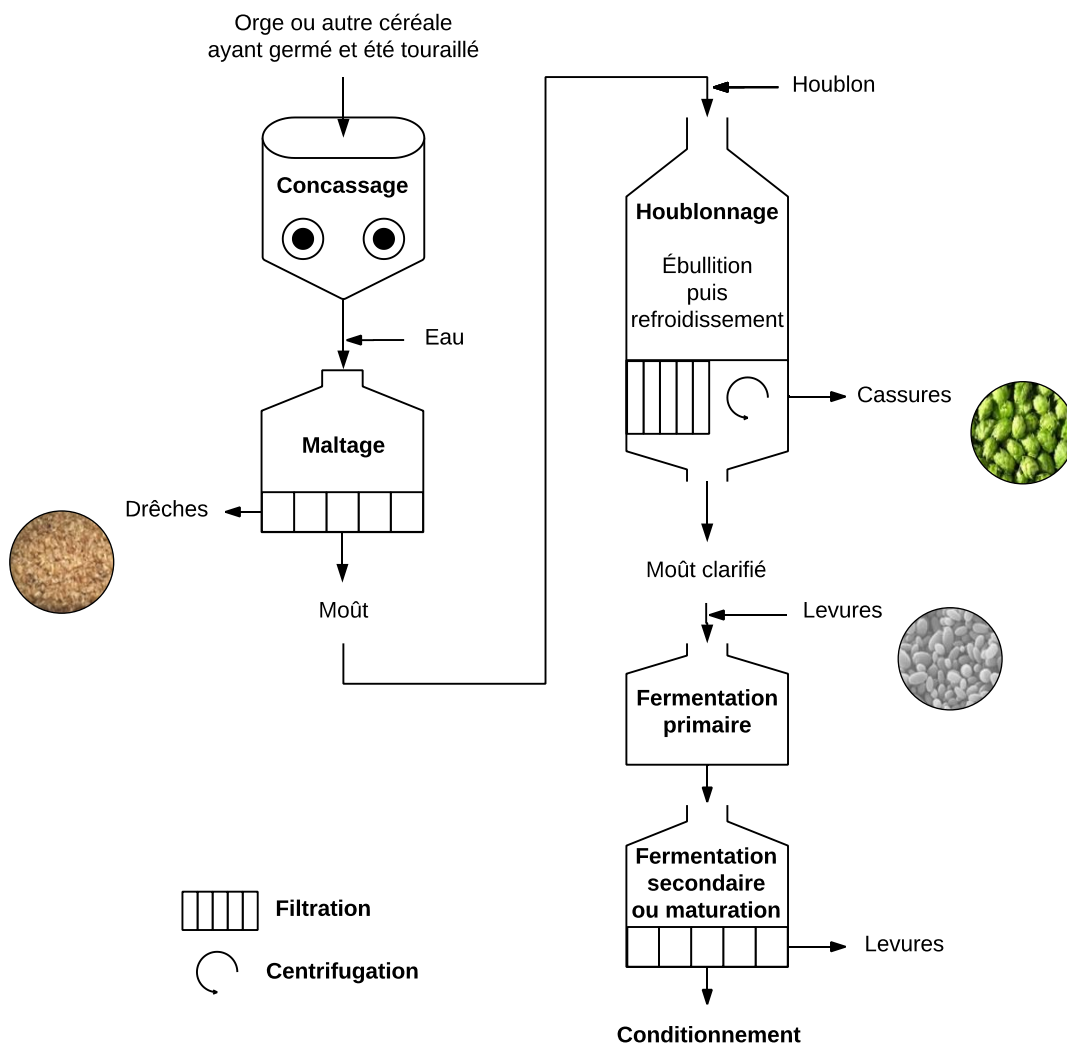 Orge ou autre céréale
ayant germé et été touraillé
Concassage
Eau
Maltage
Drêches
Moût
Houblon
Houblonnage
Ébullition
puis
refroidissement
Cassures
Moût clarifié
Levures
Fermentation
primaire
Fermentation
secondaire
ou maturation
Levures
Conditionnement
Filtration
Centrifugation